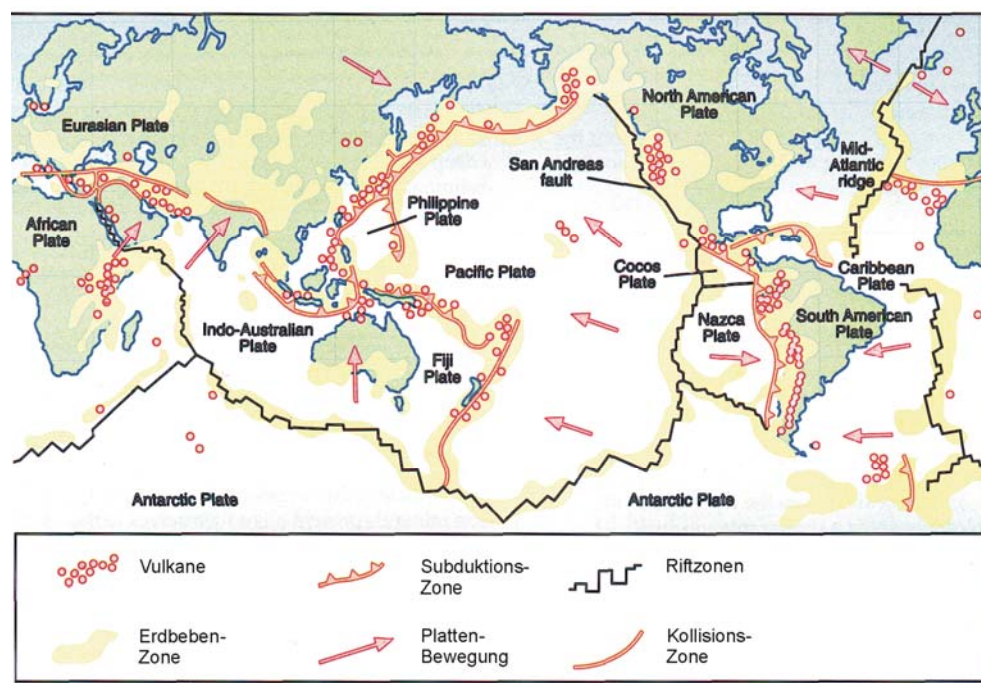 Eurasian Plate
African
Plate
Indo-Australian
Plate
Antarctic Plate
Philippine
Plate
Pacific Plate
Fiji
Plate
San Andreas
fault
North American
Plate
Mid-
Atlantic
ridge
Cocos
Plate
Caribbean
Plate
Nazca
Plate
South American
Plate
Antarctic Plate
Vulkane
Subduktions-
Zone
Riftzonen
Erdbeben-
Zone
Platten-
Bewegung
Kollisions-
Zone